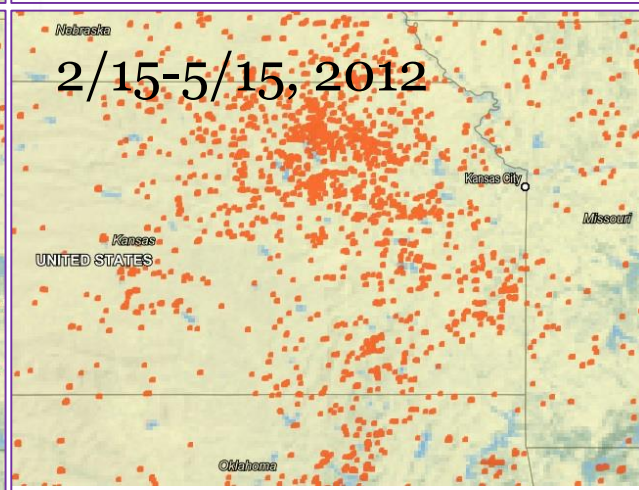 Nebraska
2/15-5/15, 2012
Kansas City
Missouri
Kansas
UNITED STATES
Oklahoma